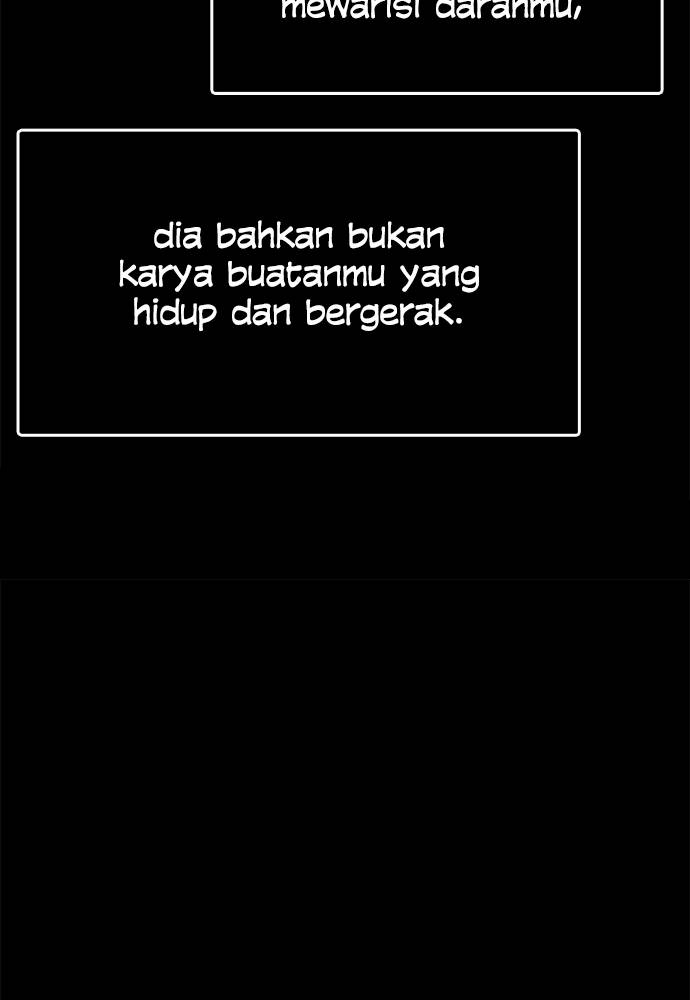 mewarisi darahmu,
dia bahkan bukan
karya buatanmu yang
hidup dan bergerak.